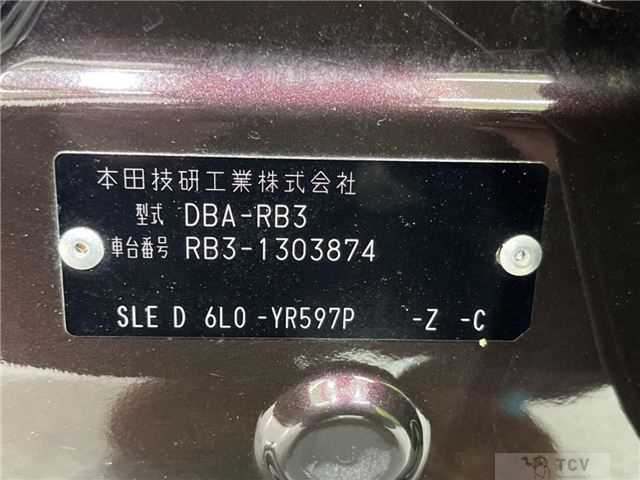 本田技研工業株式会社
型式 DBA-RB3
車台番号 RB3-1303874
SLE D 6L0 -YR597P -Z -C
TCV